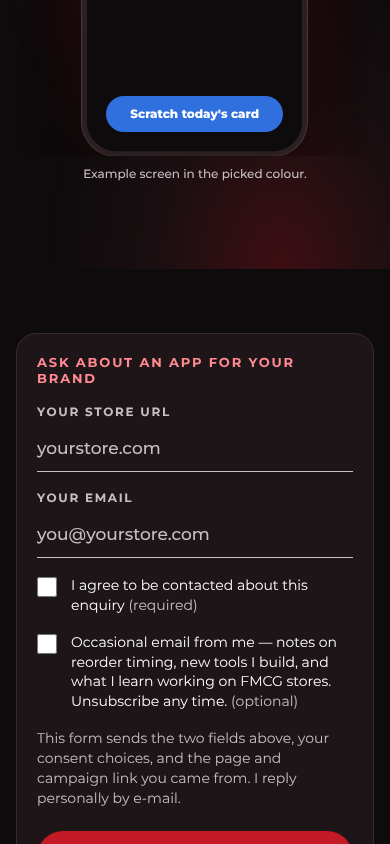 Scratch today's card
Example screen in the picked colour.
ASK ABOUT AN APP FOR YOUR
BRAND
YOUR STORE URL
yourstore.com
YOUR EMAIL
you@yourstore.com
I agree to be contacted about this
enquiry (required)
Occasional email from me — notes on
reorder timing, new tools I build, and
what I learn working on FMCG stores.
Unsubscribe any time. (optional)
This form sends the two fields above, your
consent choices, and the page and
campaign link you came from. I reply
personally by e-mail.